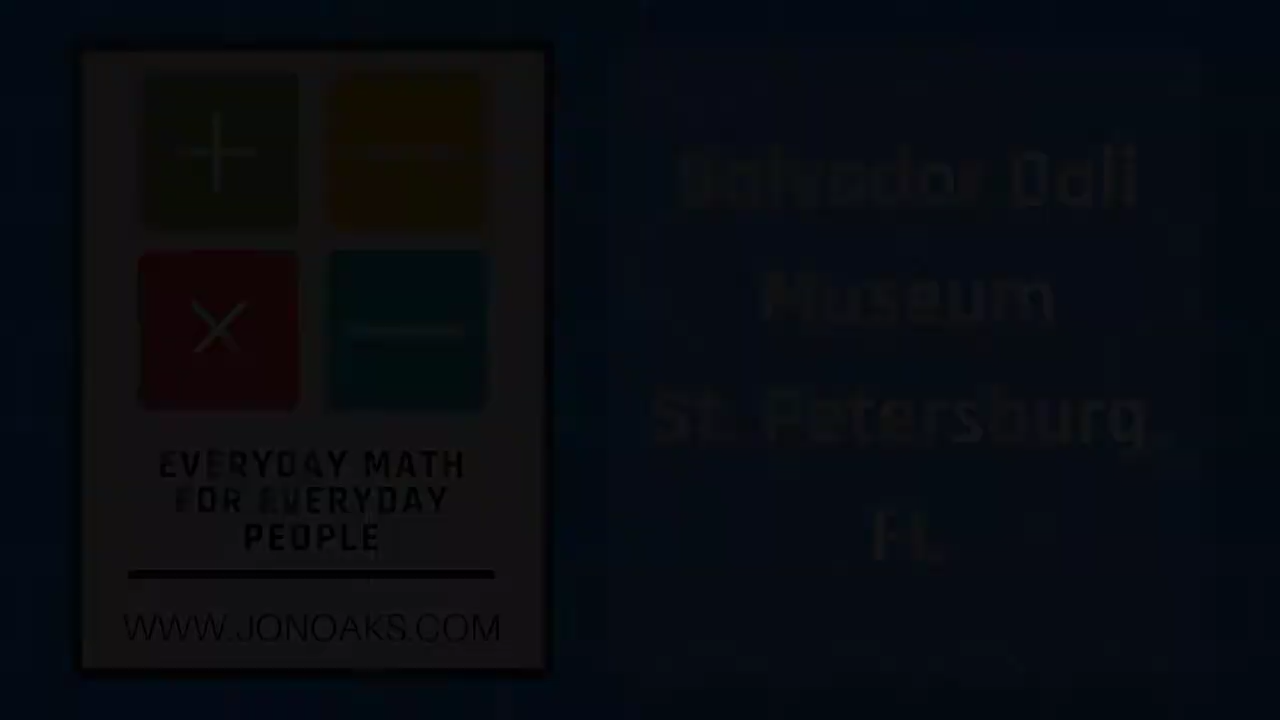 EVERYDAY MATH
FOR EVERYDAY
PEOPLE
WWW.JONOAKS.COM
Salvador Dali
Museum
St. Petersburg,
FL